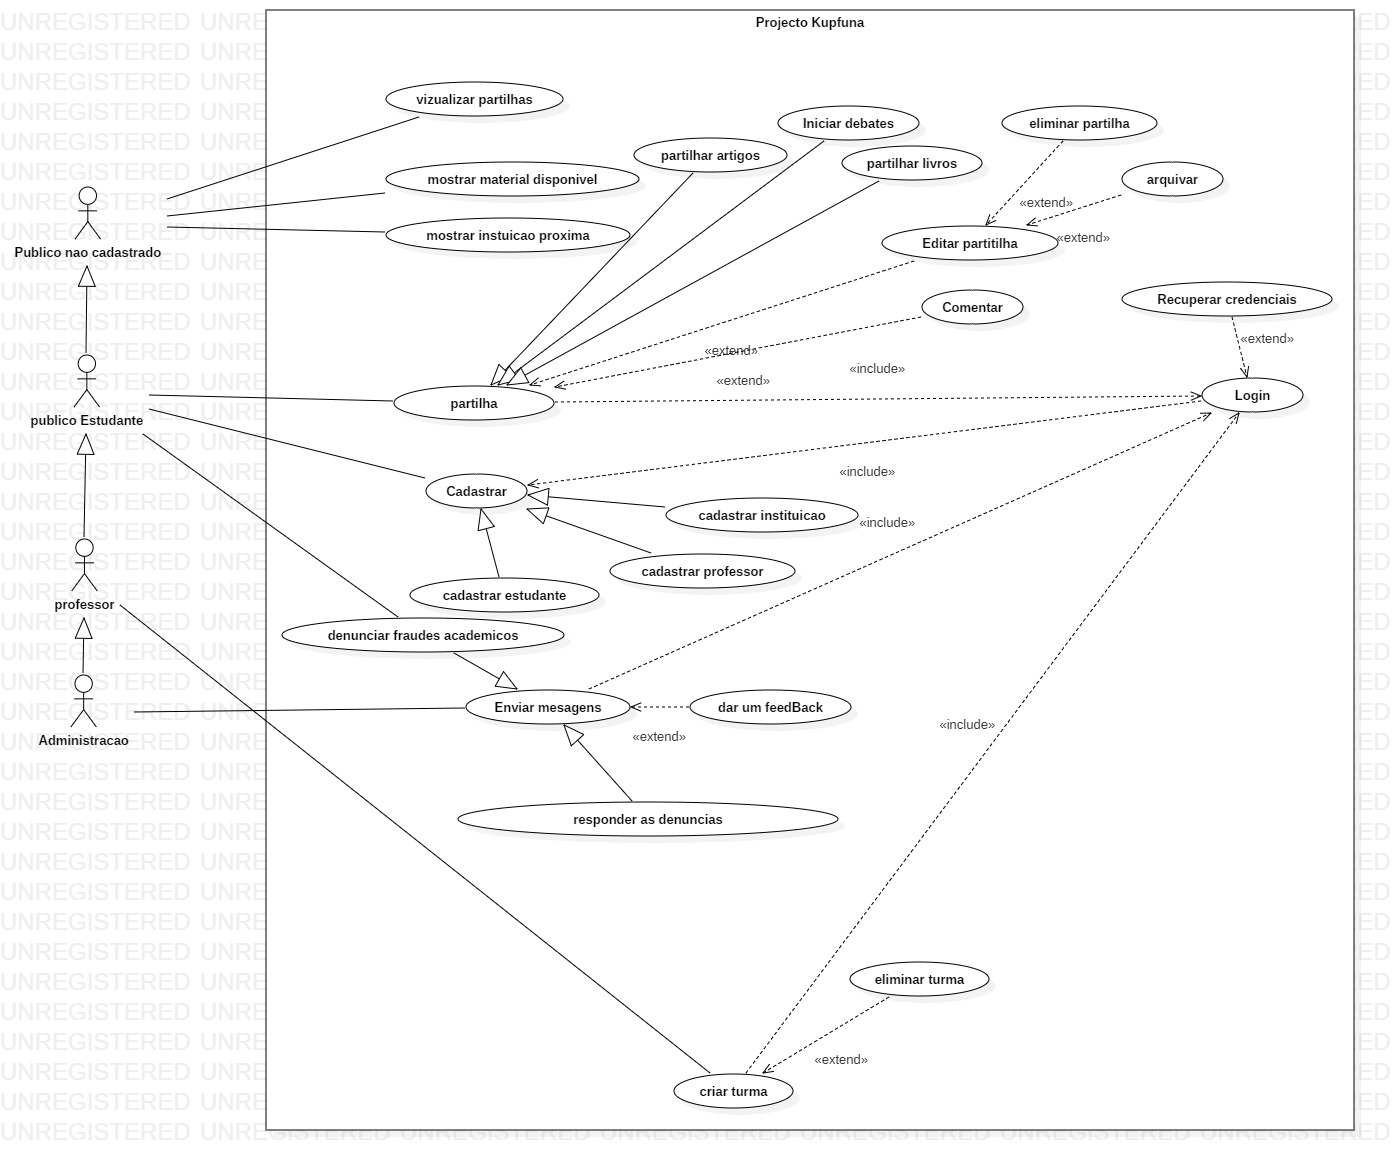 Projecto Kupfuna
vizualizar partilhas
Iniciar debates
eliminar partilha
partilhar artigos
partilhar livros
mostrar material disponivel
arquivar
«extend»
mostrar instuicao proxima
Editar partitilha
«extend»
Publico nao cadastrado
Recuperar credenciais
Comentar
«extend»
«extend»
«include»
«extend»
Login
partilha
publico Estudante
«include»
Cadastrar
cadastrar instituicao
«include»
cadastrar professor
cadastrar estudante
professor
denunciar fraudes academicos
Enviar mesagens
dar um feedBack
«include»
«extend»
Administracao
responder as denuncias
eliminar turma
«extend»
criar turma
UNREGISTERED